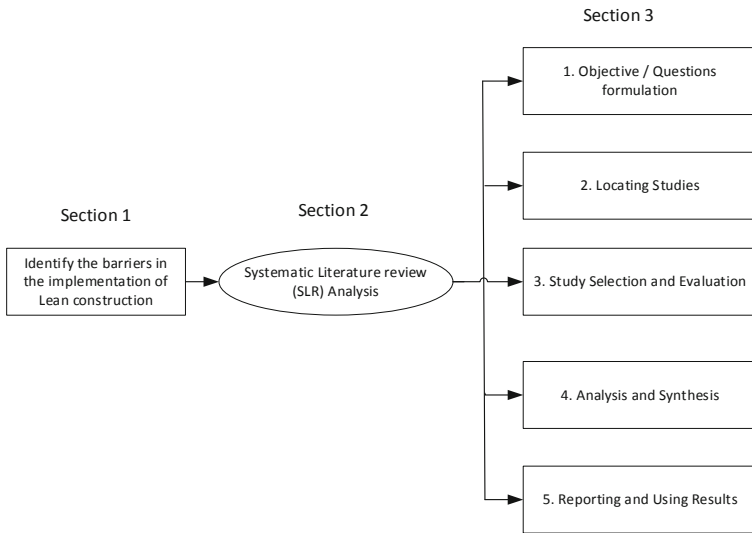 Section 1
Identify the barriers in
the implementation of
Lean construction
Section 2
Systematic Literature review
(SLR) Analysis
Section 3
1. Objective / Questions
formulation
2. Locating Studies
3. Study Selection and Evaluation
4. Analysis and Synthesis
5. Reporting and Using Results